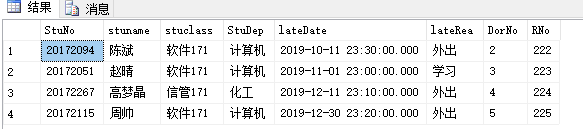 结果 消息
StuNo stuname stuclass StuDep lateDate lateRea DorNo RNo
1 20172094 陈斌 软件171 计算机 2019-10-11 23:30:00.000 外出 2 222
2 20172051 赵晴 软件171 计算机 2019-11-01 23:00:00.000 学习 3 223
3 20172267 高梦晶 信管171 化工 2019-12-11 23:10:00.000 外出 4 224
4 20172115 周帅 软件171 计算机 2019-12-30 23:20:00.000 外出 5 225